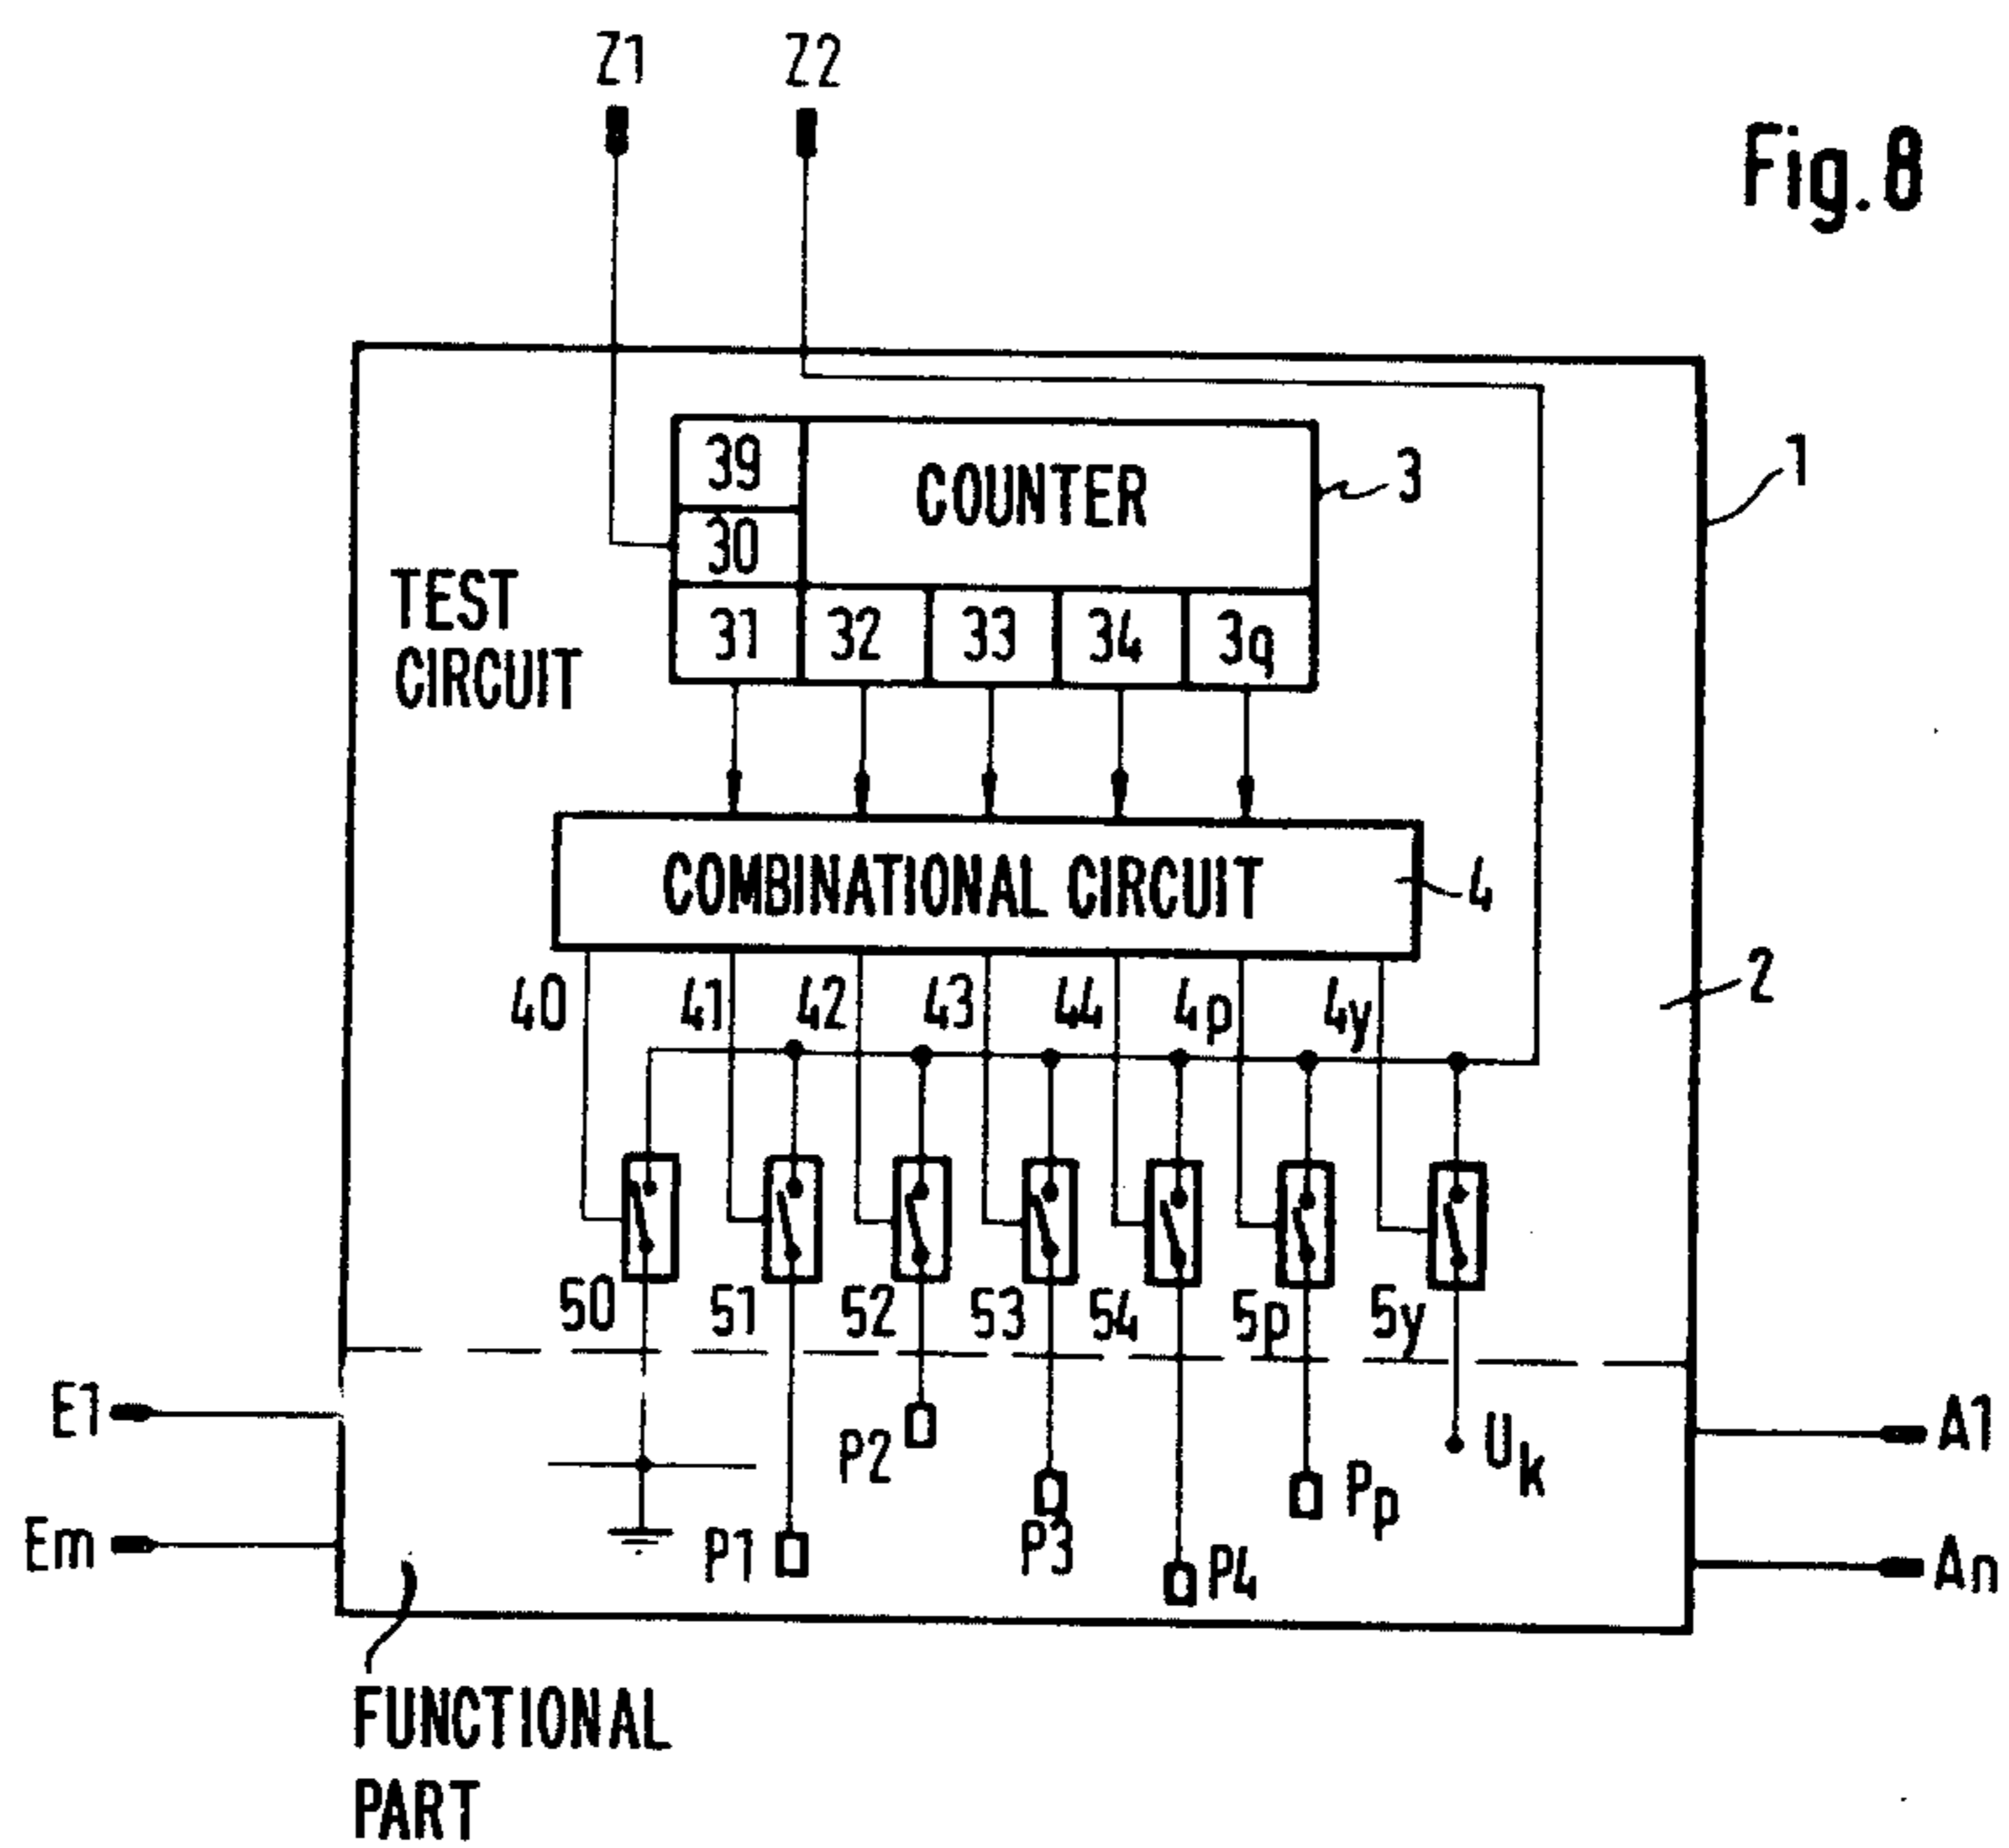 Z1 Z2
Fig.8
39 COUNTER 3 1
30
TEST
CIRCUIT
31 32 33 34 3q
COMBINATIONAL CIRCUIT 4
40 41 42 43 44 4p 4y 2
50 51 52 53 54 5p 5y
E1 A1
P2 Uk
Pp
Em P1 P3 P4 An
FUNCTIONAL
PART